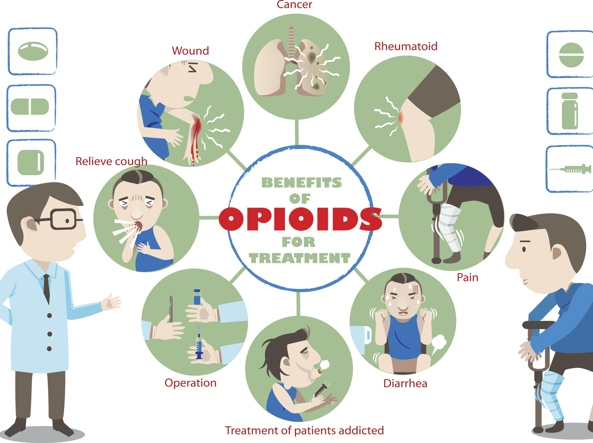 Cancer
Wound
Rheumatoid
Relieve cough
BENEFITS
OF
OPIOIDS
FOR
TREATMENT
Pain
Operation
Diarrhea
Treatment of patients addicted